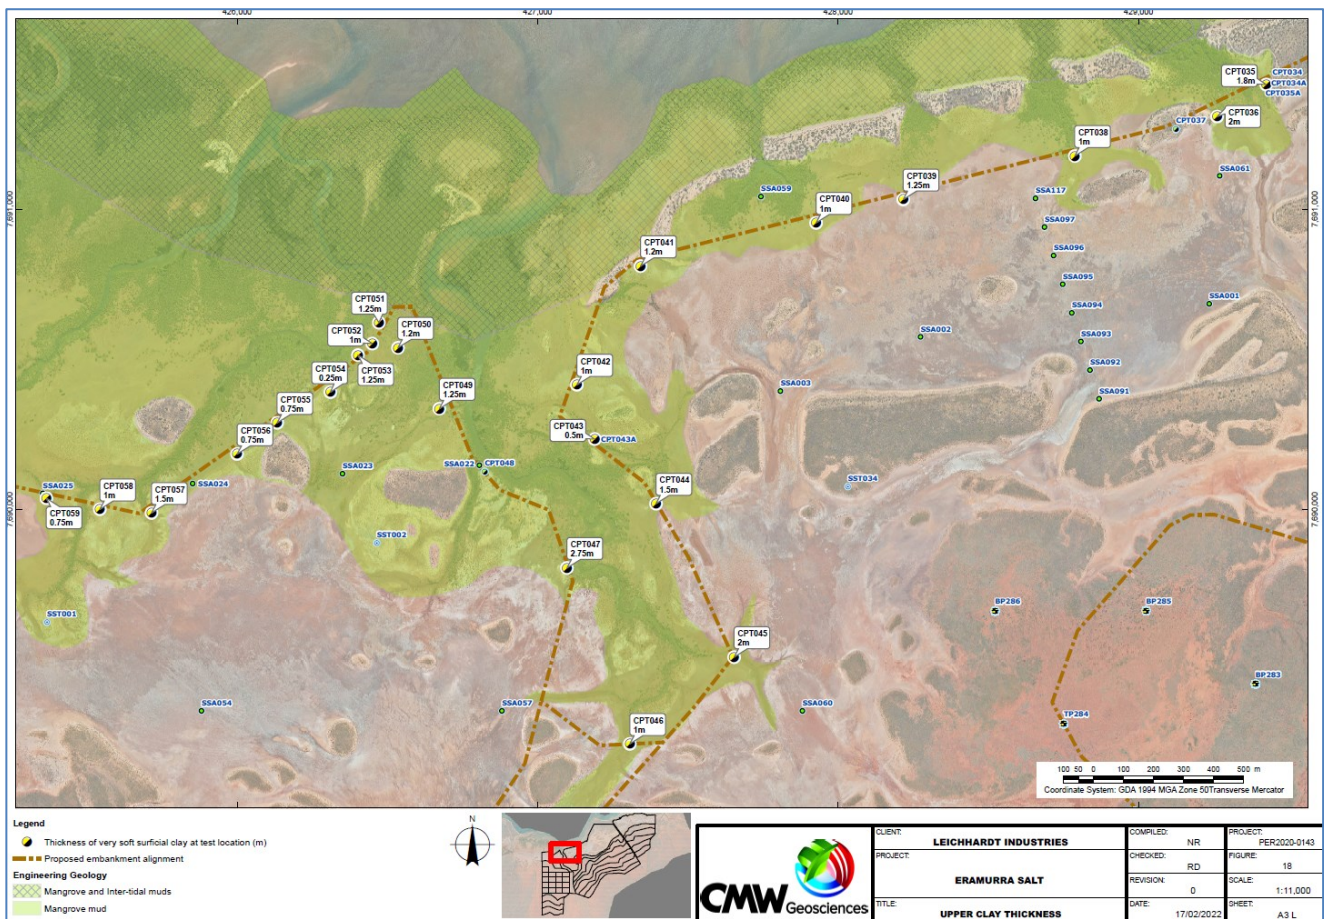 426,000
427,000
428,000
429,000
CPT035
1.8m
CPT034
CPT034A
CPT035A
CPT036
2m
CPT037
CPT038
1m
SSA061
SSA059
CPT039
1.25m
SSA117
7,691,000
7,691,000
CPT040
1m
SSA097
CPT041
1.2m
SSA096
SSA095
CPT051
1.25m
SSA001
SSA094
CPT052
1m
CPT050
1.2m
SSA002
SSA093
CPT054
0.25m
CPT053
1.25m
CPT042
1m
SSA092
CPT049
1.25m
SSA003
SSA091
CPT055
0.75m
CPT043
0.5m
CPT043A
CPT056
0.75m
SSA022
CPT048
SSA023
CPT044
1.5m
SST034
SSA025
SSA024
CPT058
1m
CPT057
1.5m
CPT059
0.75m
7,690,000
7,690,000
SST002
CPT047
2.75m
SST001
BP286
BP285
CPT045
2m
BP283
SSA054
SSA057
SSA060
TP284
CPT046
1m
100 50 0 100 200 300 400 500 m
Coordinate System: GDA 1994 MGA Zone 50Transverse Mercator
Legend
Thickness of very soft surficial clay at test location (m)
Proposed embankment alignment
Engineering Geology
Mangrove and Inter-tidal muds
Mangrove mud
N
CMW Geosciences
CLIENT:
LEICHHARDT INDUSTRIES
PROJECT:
ERAMURRA SALT
TITLE:
UPPER CLAY THICKNESS
COMPILED:
NR
CHECKED:
RD
REVISION:
0
DATE:
17/02/2022
PROJECT:
PER2020-0143
FIGURE:
18
SCALE:
1:11,000
SHEET:
A3 L